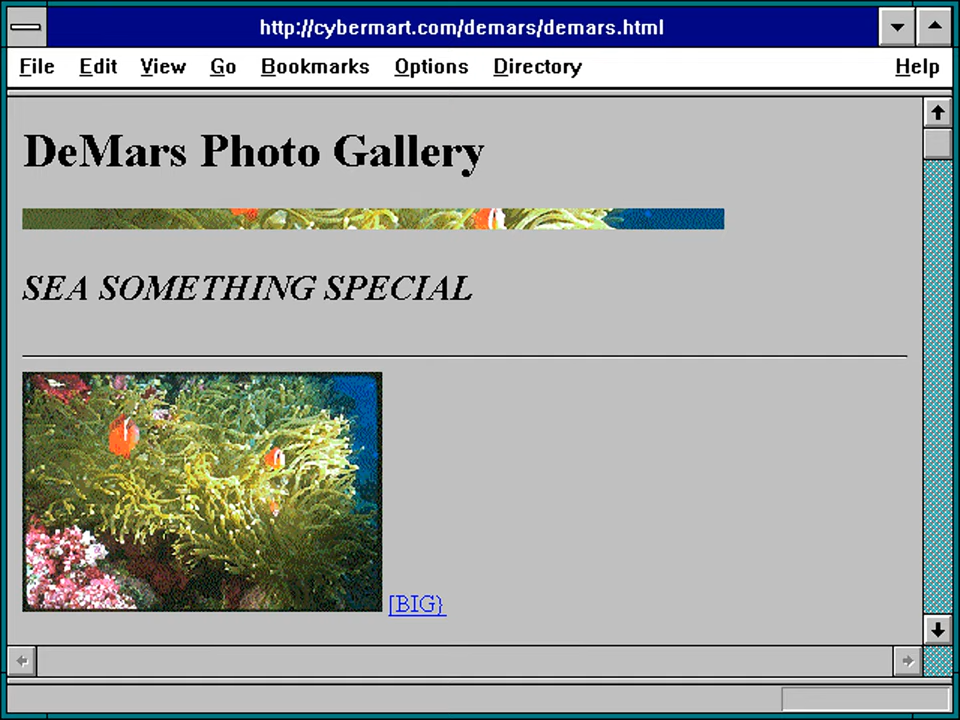 http://cybermart.com/demars/demars.html
File Edit View Go Bookmarks Options Directory Help
DeMars Photo Gallery
SEA SOMETHING SPECIAL
[BIG}